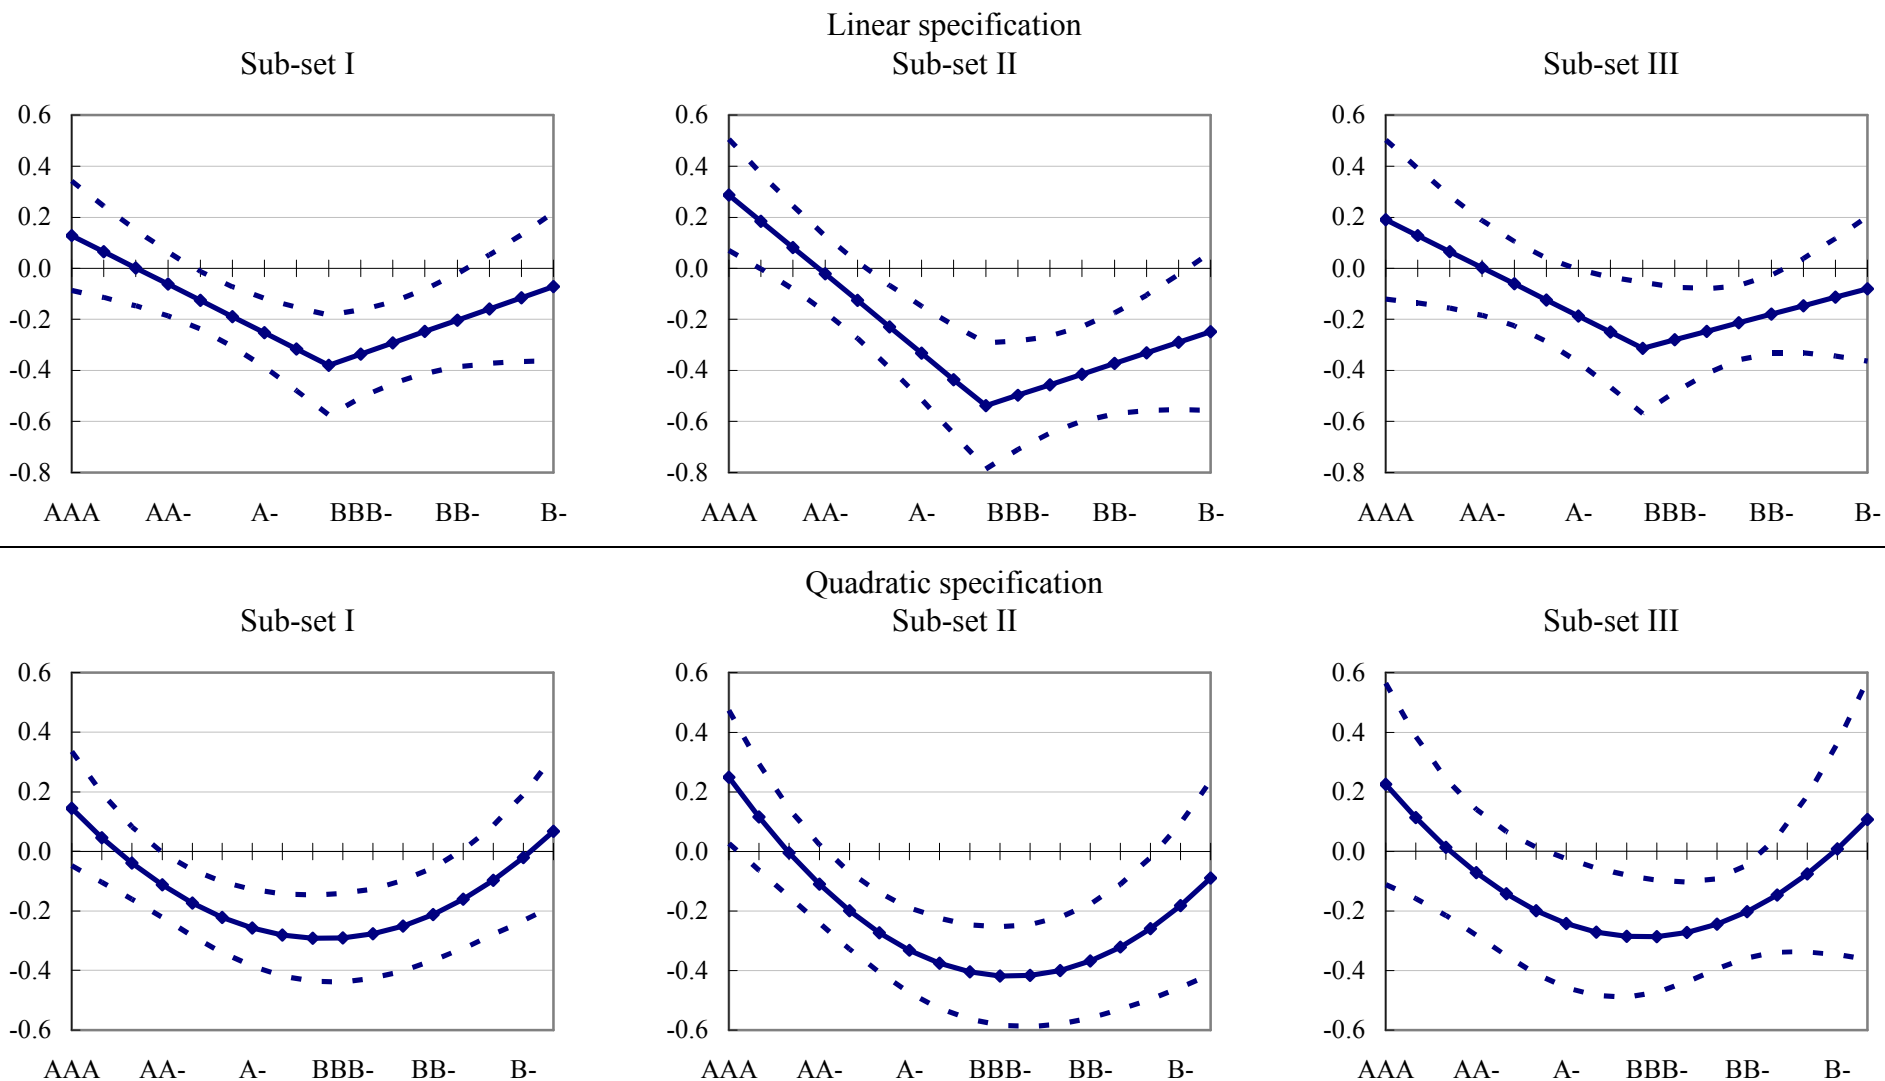 Linear specification
Sub-set I Sub-set II Sub-set III
0.6 0.6 0.6
0.4 0.4 0.4
0.2 0.2 0.2
0.0 0.0 0.0
-0.2 -0.2 -0.2
-0.4 -0.4 -0.4
-0.6 -0.6 -0.6
-0.8 -0.8 -0.8
AAA AA- A- BBB- BB- B- AAA AA- A- BBB- BB- B- AAA AA- A- BBB- BB- B-
Quadratic specification
Sub-set I Sub-set II Sub-set III
0.6 0.6 0.6
0.4 0.4 0.4
0.2 0.2 0.2
0.0 0.0 0.0
-0.2 -0.2 -0.2
-0.4 -0.4 -0.4
-0.6 -0.6 -0.6
AAA AA- A- BBB- BB- B- AAA AA- A- BBB- BB- B- AAA AA- A- BBB- BB- B-